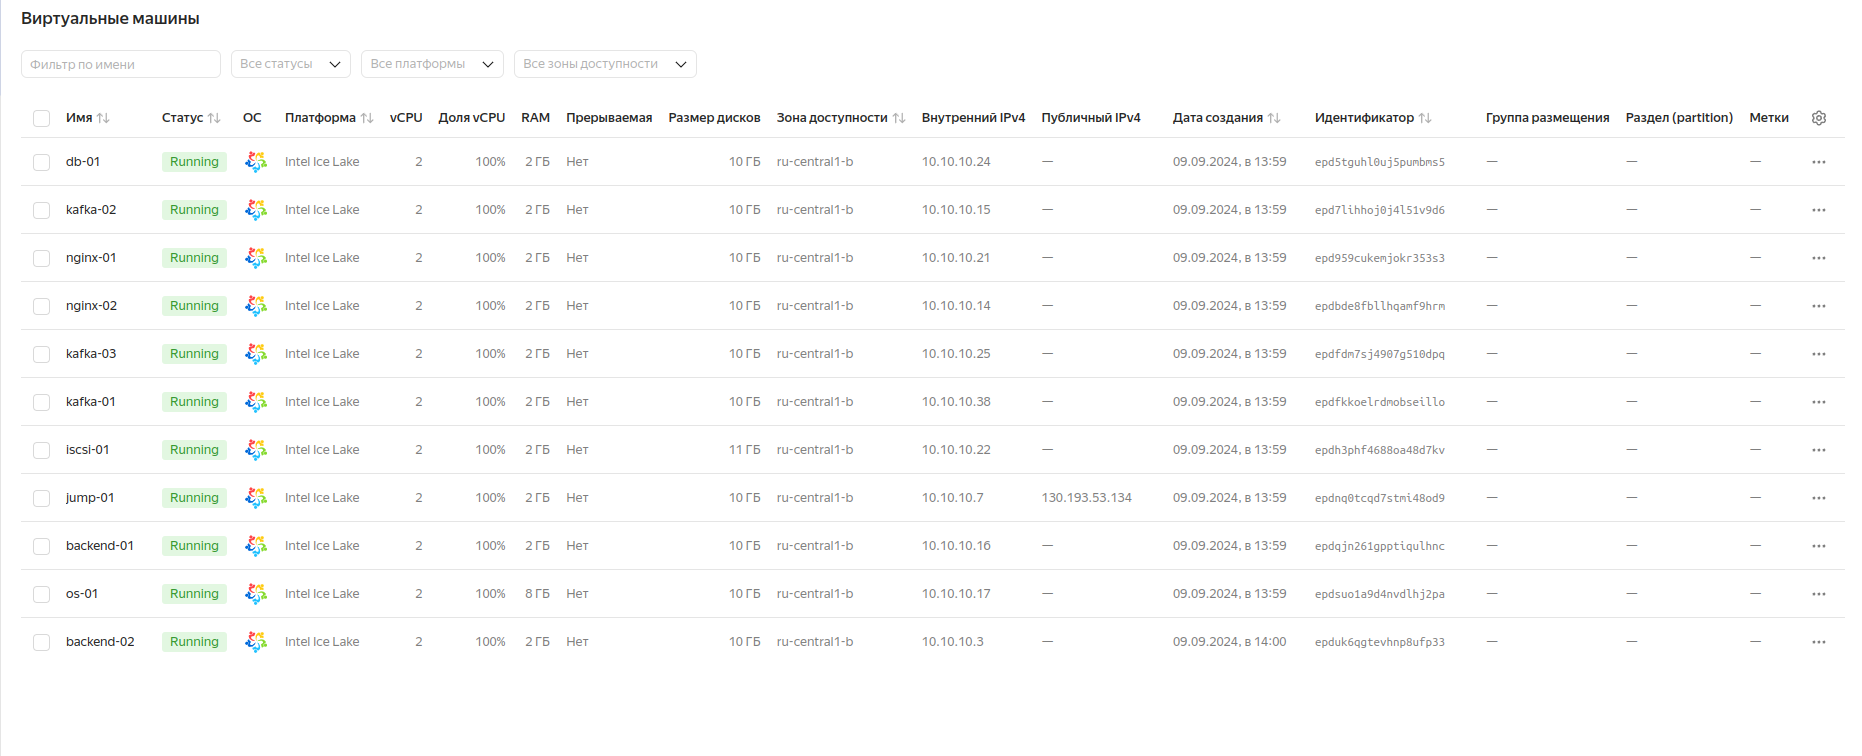 Виртуальные машины
Фильтр по имени Все статусы Все платформы Все зоны доступности
Имя Статус ОС Платформа vCPU Доля vCPU RAM Прерываемая Размер дисков Зона доступности Внутренний IPv4 Публичный IPv4 Дата создания Идентификатор Группа размещения Раздел (partition) Метки
db-01 Running Intel Ice Lake 2 100% 2 ГБ Нет 10 ГБ ru-central1-b 10.10.10.24 — 09.09.2024, в 13:59 epd5tguhl0uj5pumbms5 — — —
kafka-02 Running Intel Ice Lake 2 100% 2 ГБ Нет 10 ГБ ru-central1-b 10.10.10.15 — 09.09.2024, в 13:59 epd7lihhoj0j4l51v9d6 — — —
nginx-01 Running Intel Ice Lake 2 100% 2 ГБ Нет 10 ГБ ru-central1-b 10.10.10.21 — 09.09.2024, в 13:59 epd959cukemjokr353s3 — — —
nginx-02 Running Intel Ice Lake 2 100% 2 ГБ Нет 10 ГБ ru-central1-b 10.10.10.14 — 09.09.2024, в 13:59 epdbde8fbllhqamf9hrm — — —
kafka-03 Running Intel Ice Lake 2 100% 2 ГБ Нет 10 ГБ ru-central1-b 10.10.10.25 — 09.09.2024, в 13:59 epdfdm7sj4907g510dpq — — —
kafka-01 Running Intel Ice Lake 2 100% 2 ГБ Нет 10 ГБ ru-central1-b 10.10.10.38 — 09.09.2024, в 13:59 epdfkkoelrdmobseillo — — —
iscsi-01 Running Intel Ice Lake 2 100% 2 ГБ Нет 11 ГБ ru-central1-b 10.10.10.22 — 09.09.2024, в 13:59 epdh3phf4688oa48d7kv — — —
jump-01 Running Intel Ice Lake 2 100% 2 ГБ Нет 10 ГБ ru-central1-b 10.10.10.7 130.193.53.134 09.09.2024, в 13:59 epdnq0tcqd7stmi48od9 — — —
backend-01 Running Intel Ice Lake 2 100% 2 ГБ Нет 10 ГБ ru-central1-b 10.10.10.16 — 09.09.2024, в 13:59 epdqjn261gpptiqulhnc — — —
os-01 Running Intel Ice Lake 2 100% 8 ГБ Нет 10 ГБ ru-central1-b 10.10.10.17 — 09.09.2024, в 13:59 epdsuo1a9d4nvdlhj2pa — — —
backend-02 Running Intel Ice Lake 2 100% 2 ГБ Нет 10 ГБ ru-central1-b 10.10.10.3 — 09.09.2024, в 14:00 epduk6qgtevhnp8ufp33 — — —